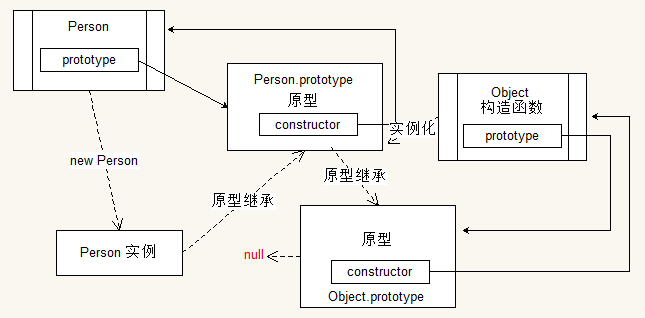 Person
prototype
Person.prototype
原型
constructor
Object
构造函数
prototype
实例化
new Person
原型继承
原型继承
Person 实例
原型
null
constructor
Object.prototype